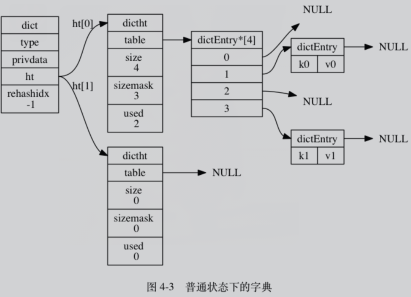 dict
type
privdata
ht
rehashidx
-1
ht[0]
ht[1]
dictht
table
size
4
sizemask
3
used
2
dictht
table
size
0
sizemask
0
used
0
NULL
dictEntry*[4]
0
1
2
3
NULL
dictEntry
k0 v0
NULL
NULL
dictEntry
k1 v1
NULL
图 4-3 普通状态下的字典